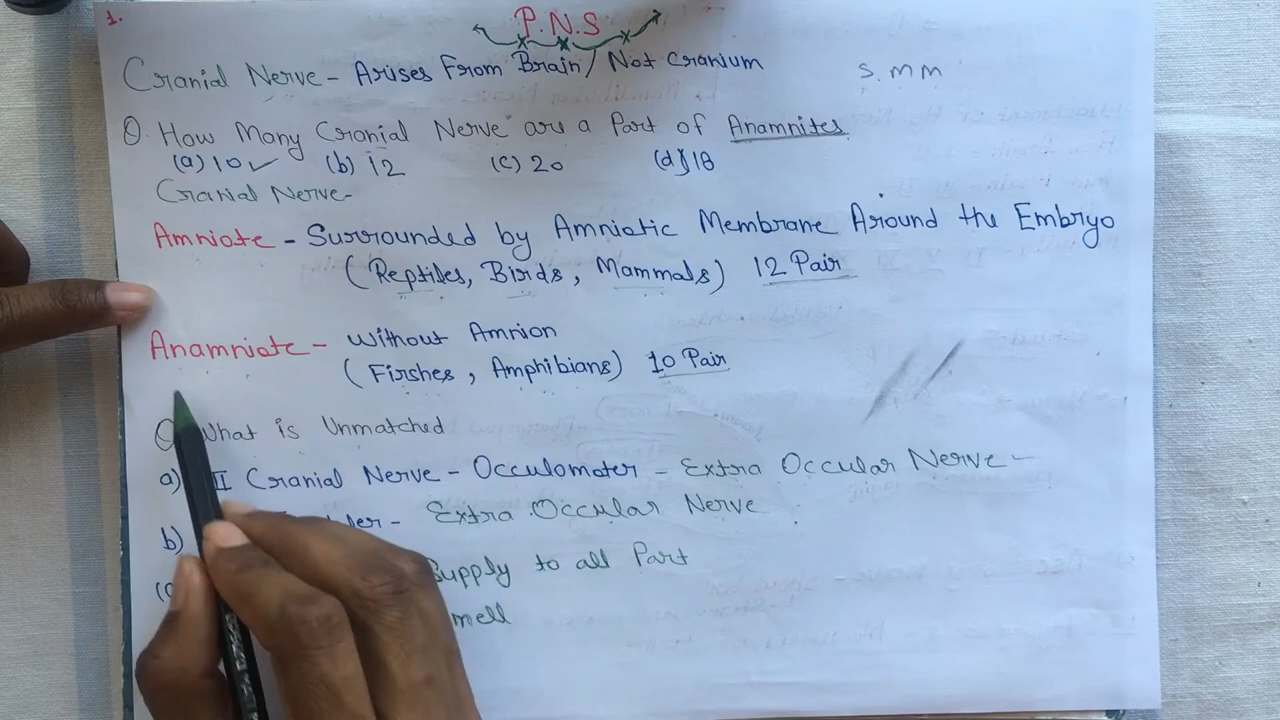 1.
P.N.S
Cranial Nerve - Arises From Brain / Not Cranium
S. M M
Q. How Many Cranial Nerve are a Part of Anamnites
(a) 10 ✓ (b) 12 (c) 20 (d) 18
Cranial Nerve-
Amniote - Surrounded by Amniotic Membrane Around the Embryo
(Reptiles, Birds, Mammals) 12 Pair
Anamniote - Without Amnion
(Firshes, Amphibians) 10 Pair
Q What is Unmatched
a) II Cranial Nerve - Occulomoter - Extra Occular Nerve -
b) Extra Occular Nerve
Supply to all Part
mell